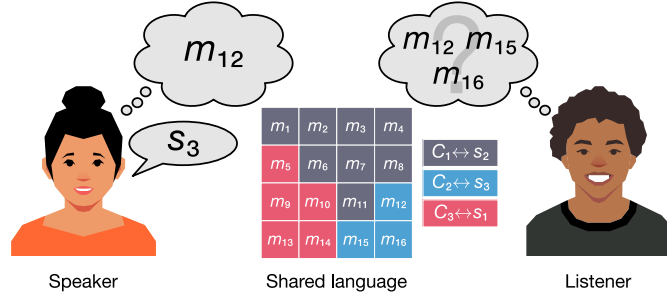 m12
m12 m15
m16
?
s3
m1 m2 m3 m4
m5 m6 m7 m8
m9 m10 m11 m12
m13 m14 m15 m16
C1↔s2
C2↔s3
C3↔s1
Speaker
Shared language
Listener